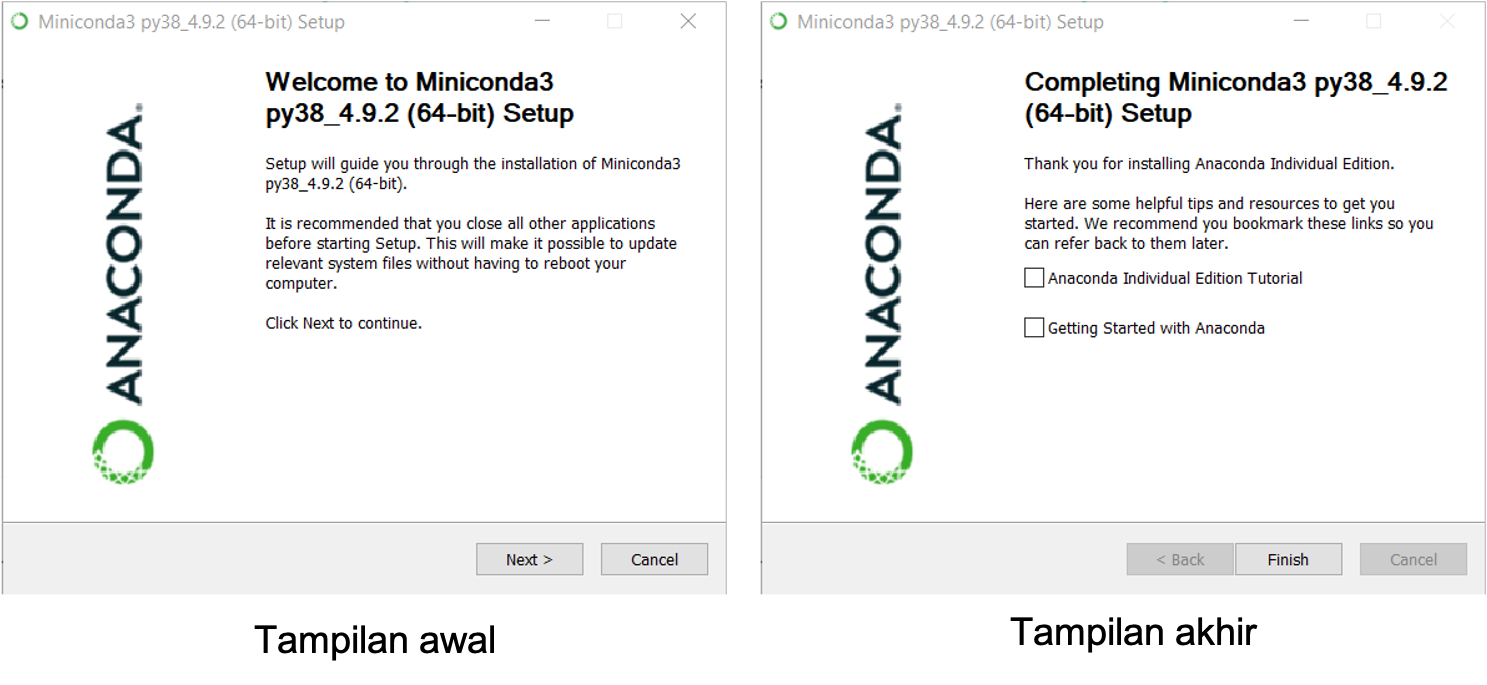 Miniconda3 py38_4.9.2 (64-bit) Setup
ANACONDA.
Welcome to Miniconda3
py38_4.9.2 (64-bit) Setup
Setup will guide you through the installation of Miniconda3
py38_4.9.2 (64-bit).
It is recommended that you close all other applications
before starting Setup. This will make it possible to update
relevant system files without having to reboot your
computer.
Click Next to continue.
Next >
Cancel
Tampilan awal
Miniconda3 py38_4.9.2 (64-bit) Setup
ANACONDA.
Completing Miniconda3 py38_4.9.2
(64-bit) Setup
Thank you for installing Anaconda Individual Edition.
Here are some helpful tips and resources to get you
started. We recommend you bookmark these links so you
can refer back to them later.
Anaconda Individual Edition Tutorial
Getting Started with Anaconda
< Back
Finish
Cancel
Tampilan akhir